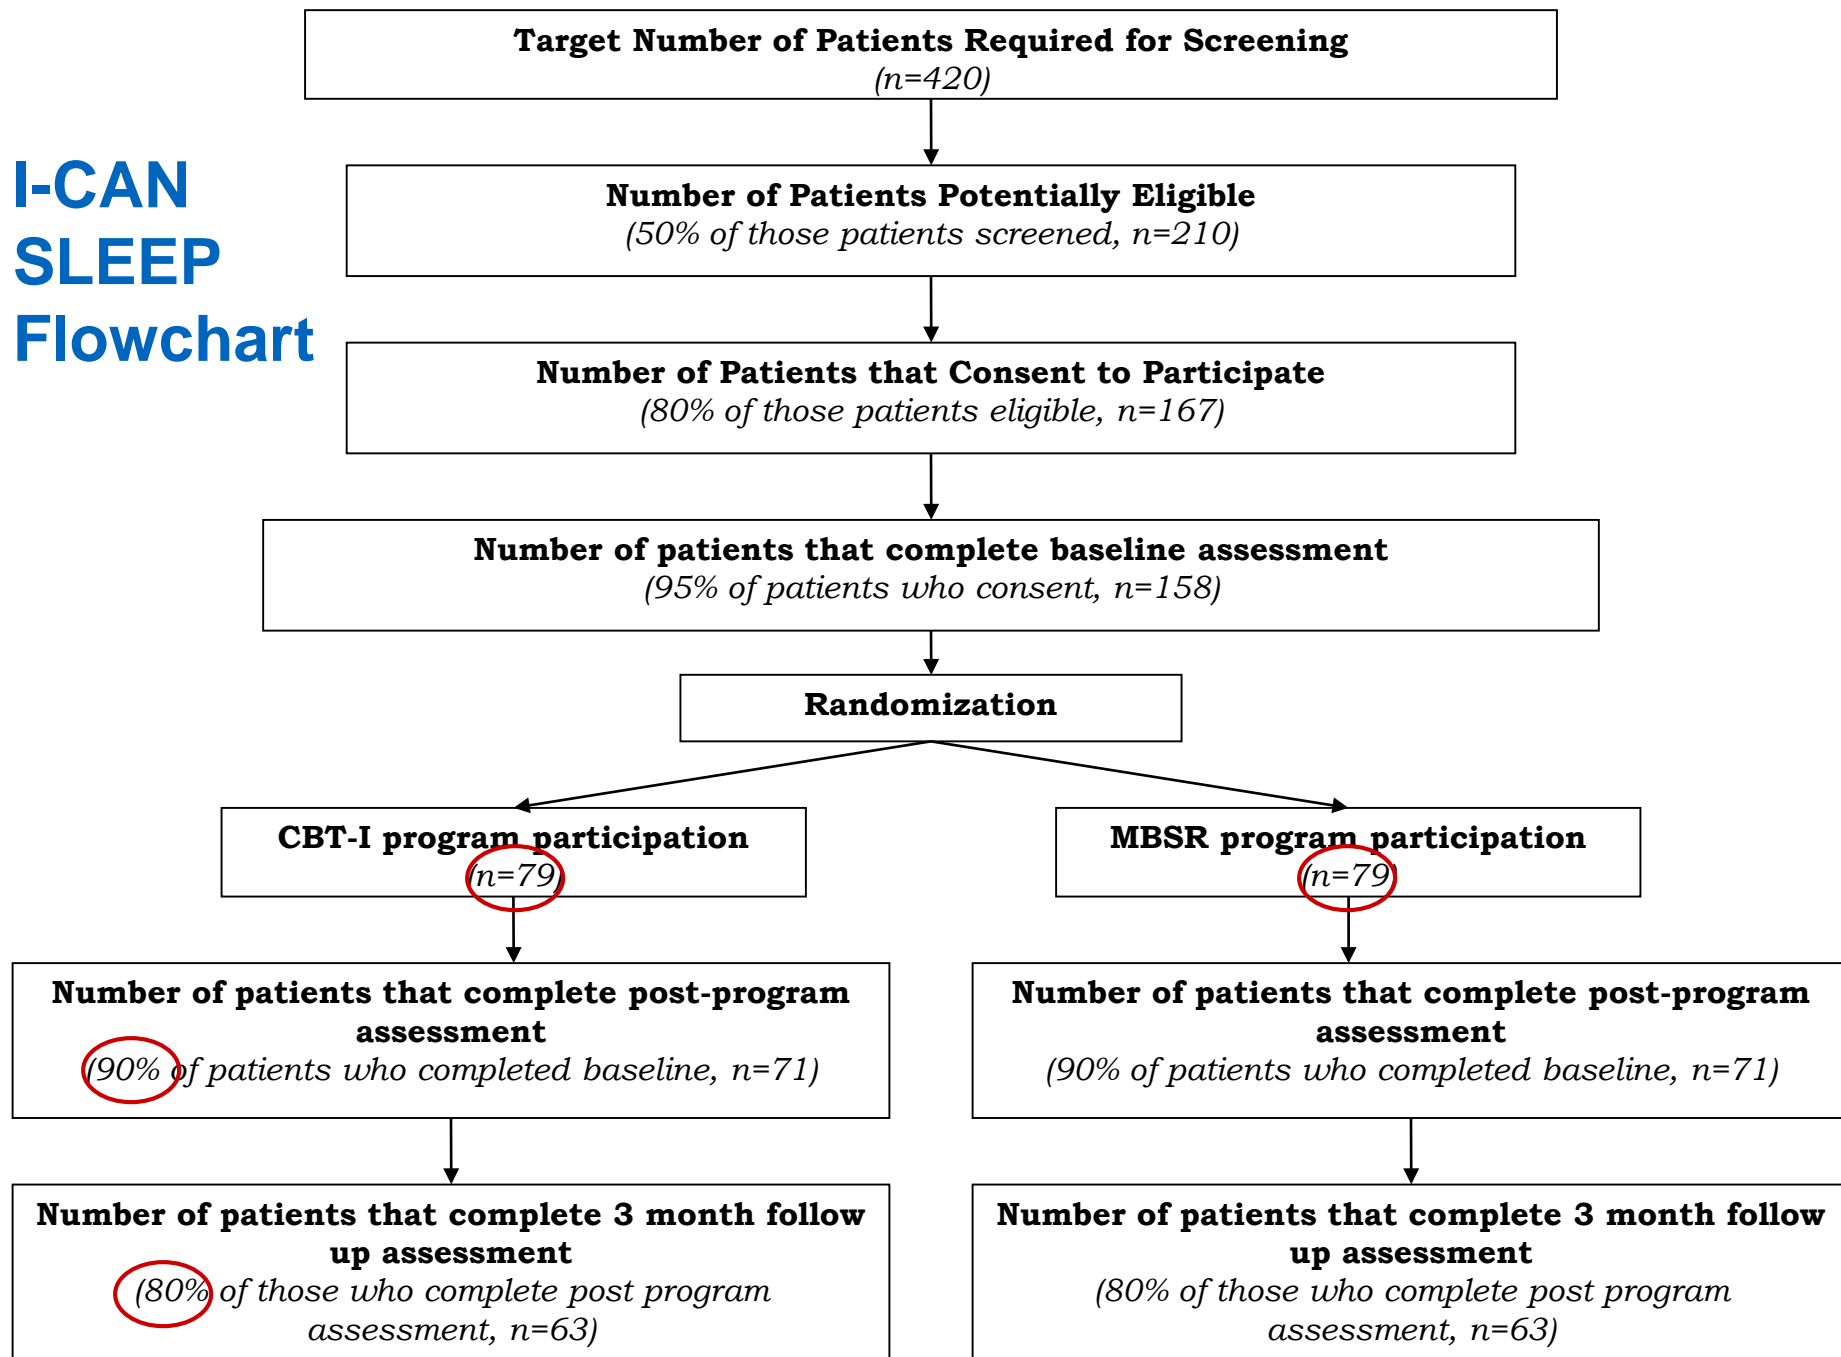 Target Number of Patients Required for Screening
(n=420)
I-CAN
SLEEP
Flowchart
Number of Patients Potentially Eligible
(50% of those patients screened, n=210)
Number of Patients that Consent to Participate
(80% of those patients eligible, n=167)
Number of patients that complete baseline assessment
(95% of patients who consent, n=158)
Randomization
CBT-I program participation
(n=79)
MBSR program participation
(n=79)
Number of patients that complete post-program
assessment
(90% of patients who completed baseline, n=71)
Number of patients that complete post-program
assessment
(90% of patients who completed baseline, n=71)
Number of patients that complete 3 month follow
up assessment
(80% of those who complete post program
assessment, n=63)
Number of patients that complete 3 month follow
up assessment
(80% of those who complete post program
assessment, n=63)